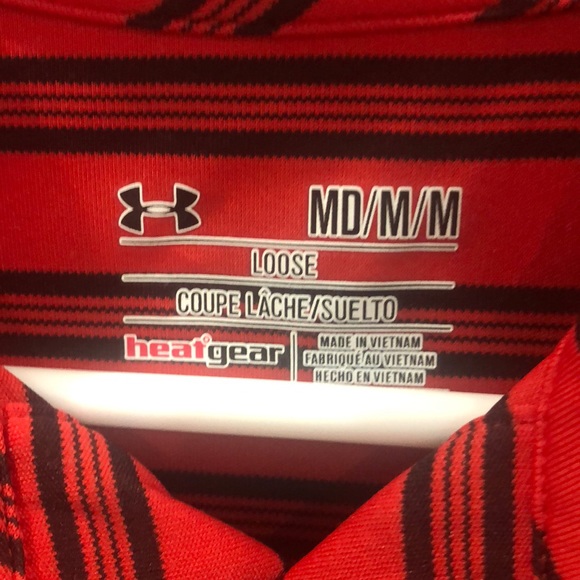 MD/M/M
LOOSE
COUPE LÂCHE/SUELTO
heatgear
MADE IN VIETNAM
FABRIQUÉ AU VIETNAM
HECHO EN VIETNAM